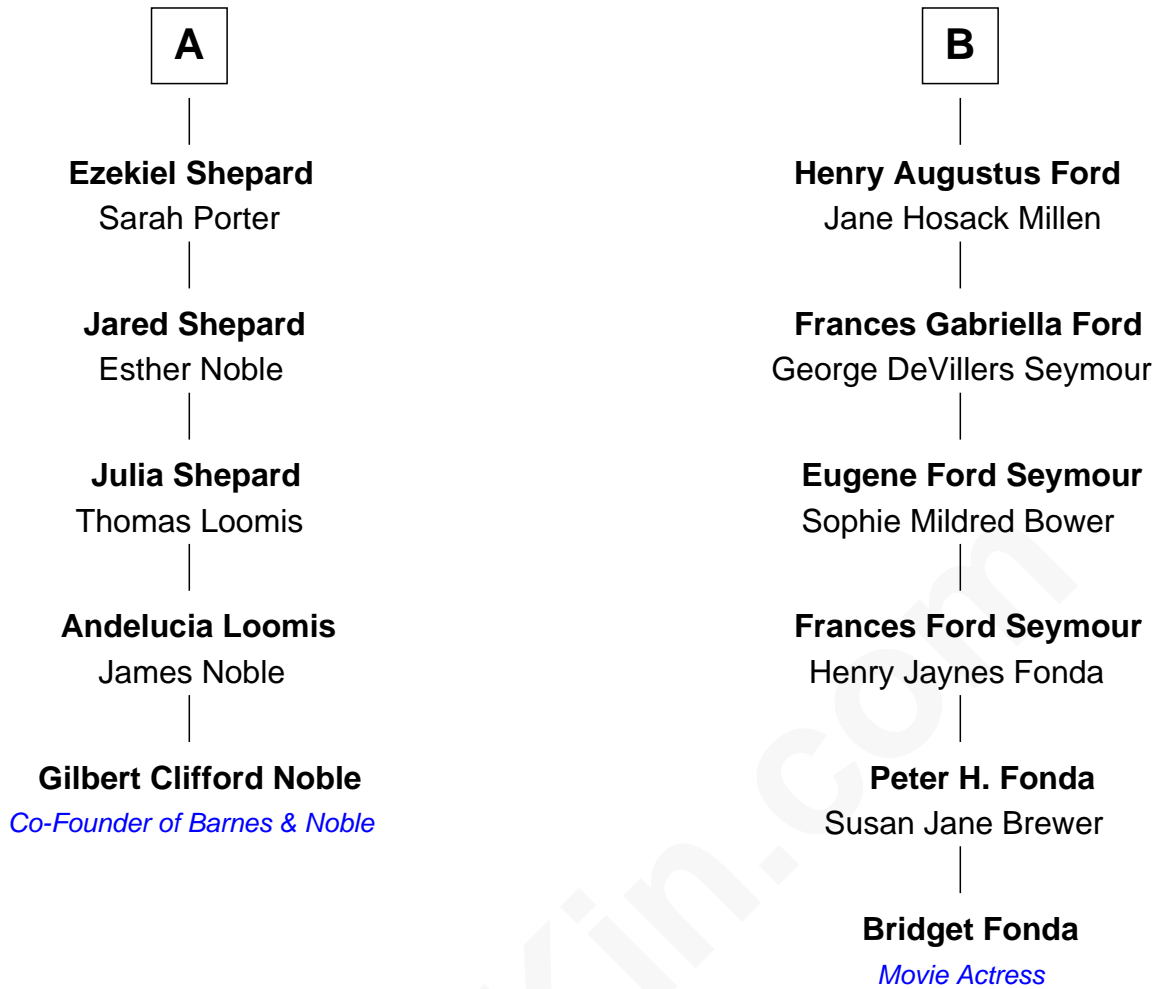 A
Ezekiel Shepard
Sarah Porter
Jared Shepard
Esther Noble
Julia Shepard
Thomas Loomis
Andelucia Loomis
James Noble
Gilbert Clifford Noble
Co-Founder of Barnes & Noble
B
Henry Augustus Ford
Jane Hosack Millen
Frances Gabriella Ford
George DeVillers Seymour
Eugene Ford Seymour
Sophie Mildred Bower
Frances Ford Seymour
Henry Jaynes Fonda
Peter H. Fonda
Susan Jane Brewer
Bridget Fonda
Movie Actress